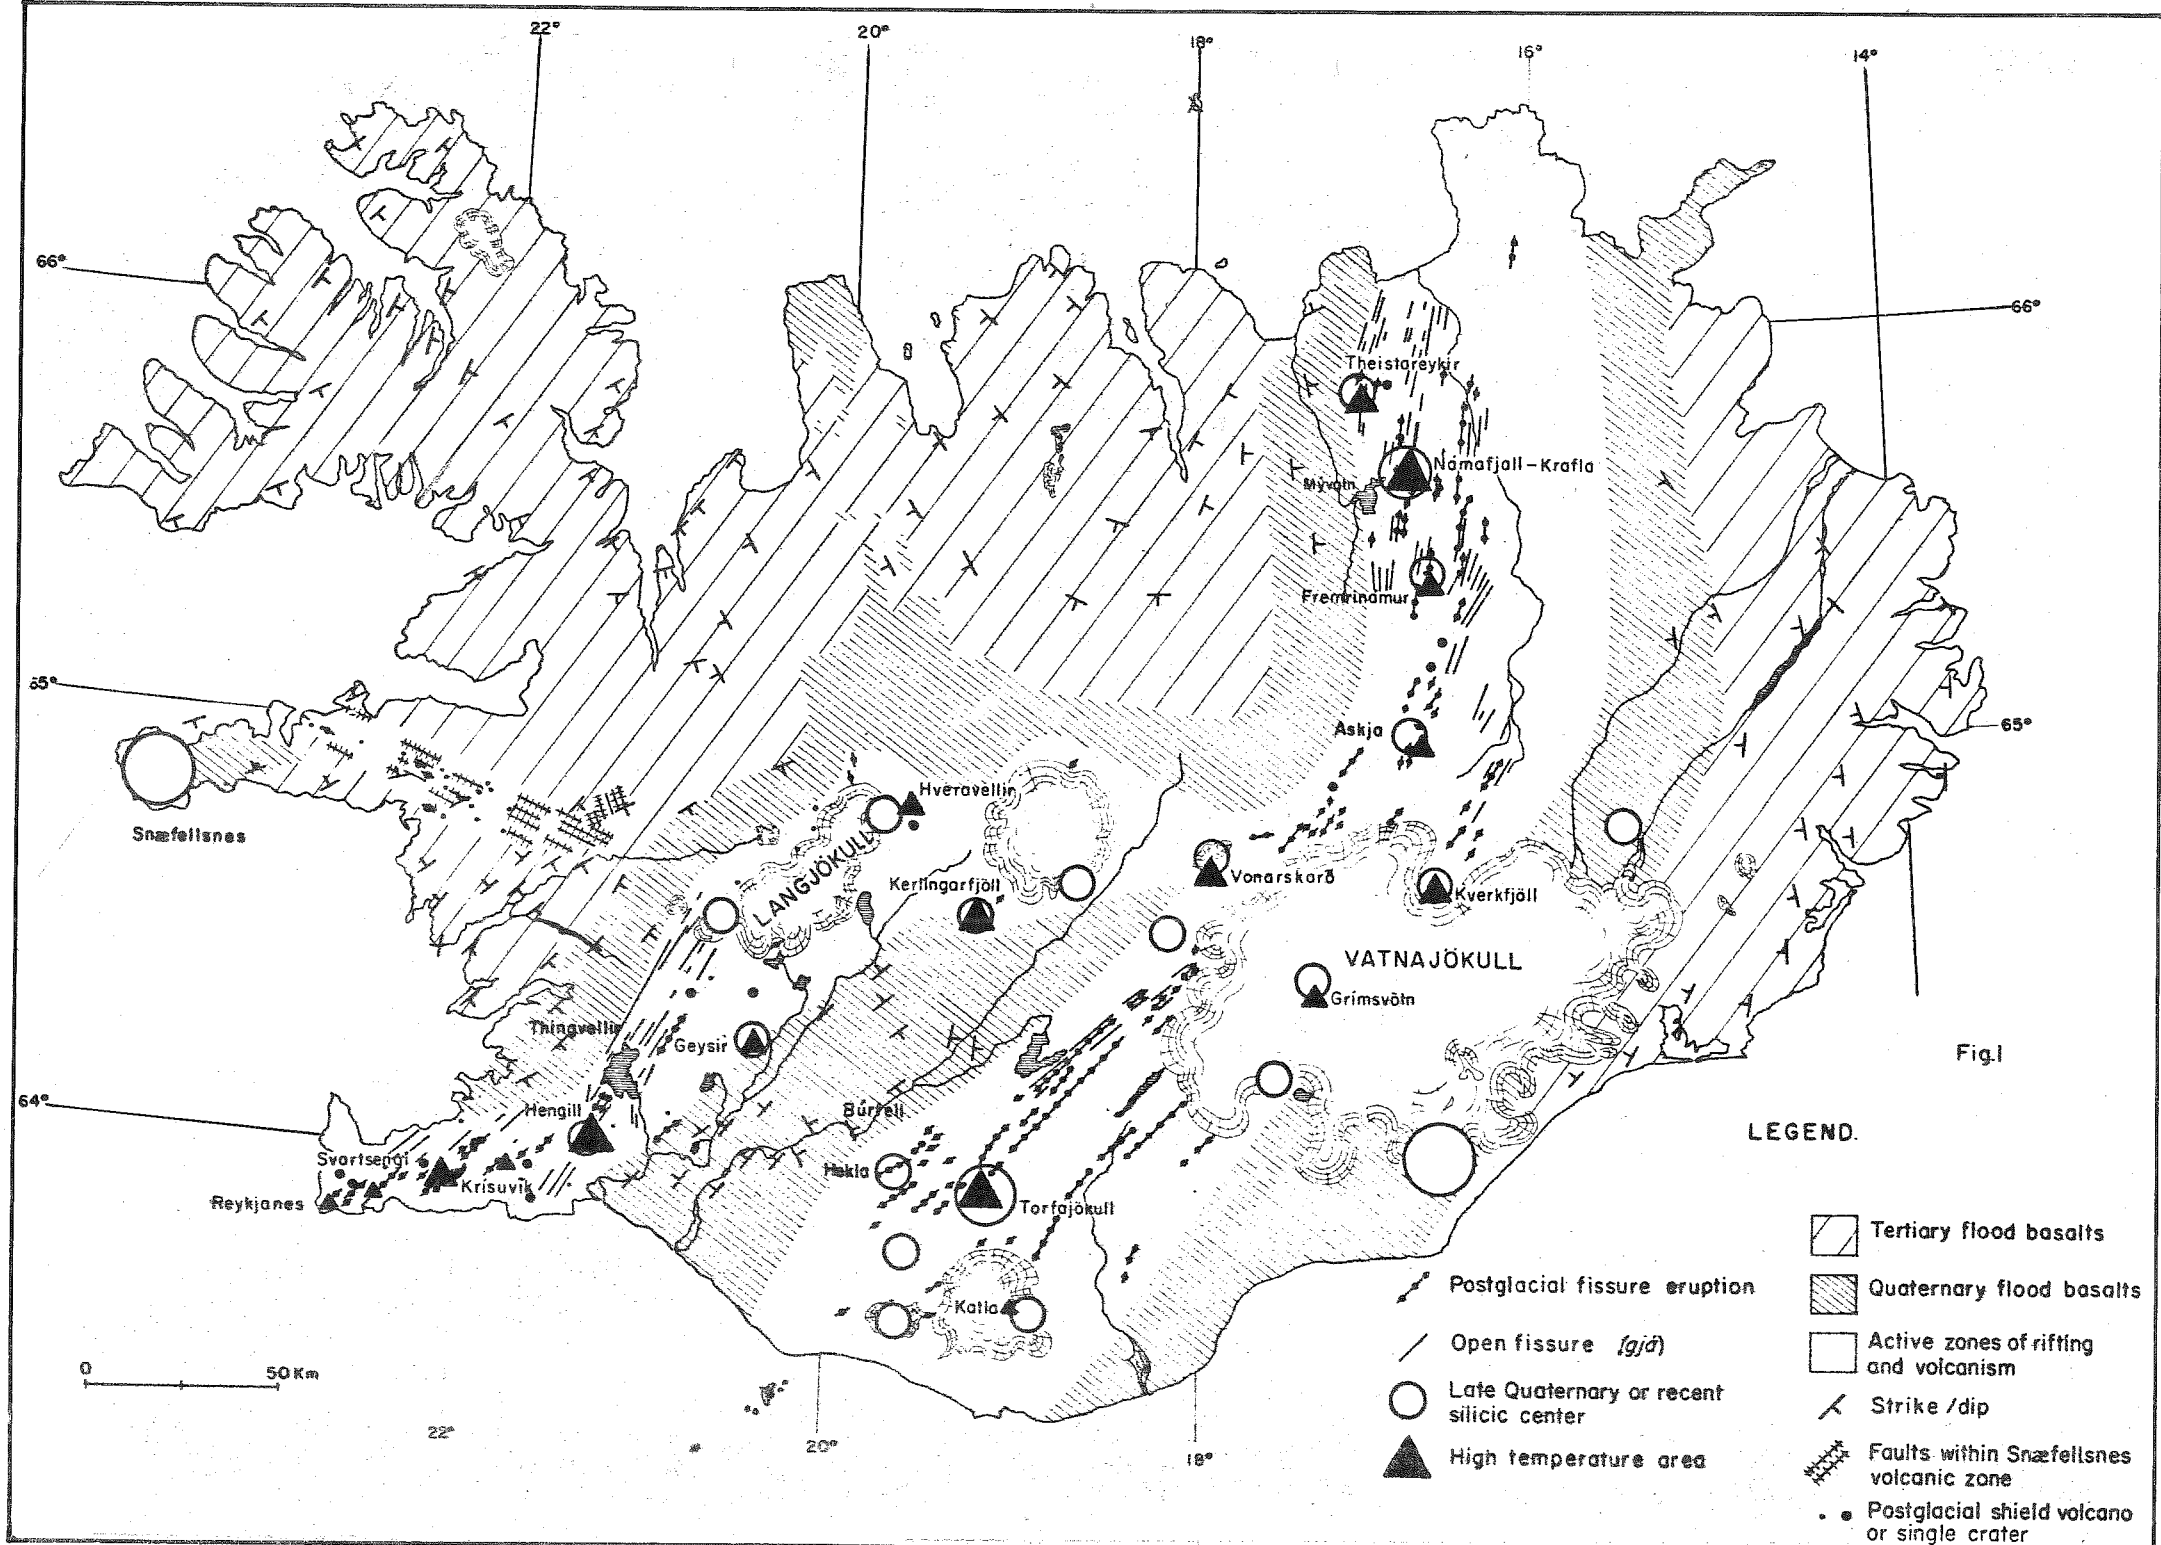 22°
20°
18°
16°
14°
66°
66°
Theistareykir
Námafjall-Krafla
Mývatn
Fremrinámur
65°
Askja
65°
Hveravellir
Snæfellsnes
LANGJÖKULL
Kerlingarfjöll
Vonarskarð
Kverkfjöll
VATNAJÖKULL
Grímsvötn
Thingvellir
Geysir
Fig.1
64°
Hengill
Búrfell
LEGEND.
Svartsengi
Hekla
Krísuvík
Reykjanes
Torfajökull
Katla
Tertiary flood basalts
Postglacial fissure eruption
Quaternary flood basalts
Open fissure (gjá)
Active zones of rifting
and volcanism
0 50 Km
Late Quaternary or recent
silicic center
Strike /dip
22°
20°
18°
High temperature area
Faults within Snæfellsnes
volcanic zone
Postglacial shield volcano
or single crater